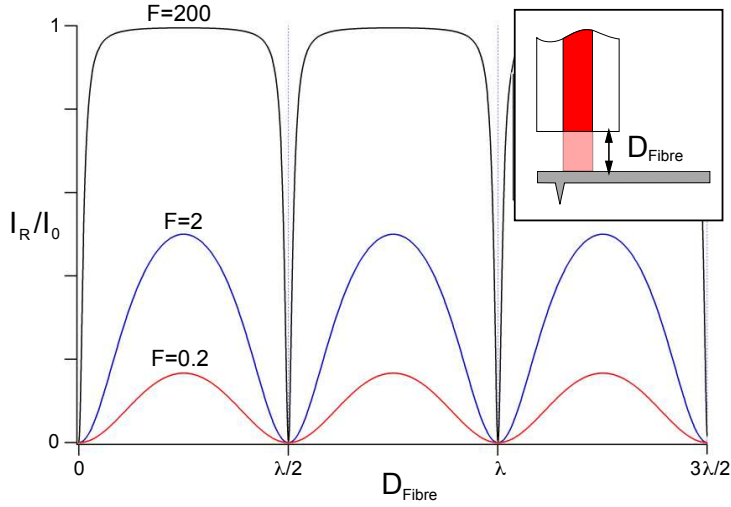 1
F=200
D_Fibre
I_R/I_0
F=2
F=0.2
0
0 λ/2 λ 3λ/2
D_Fibre